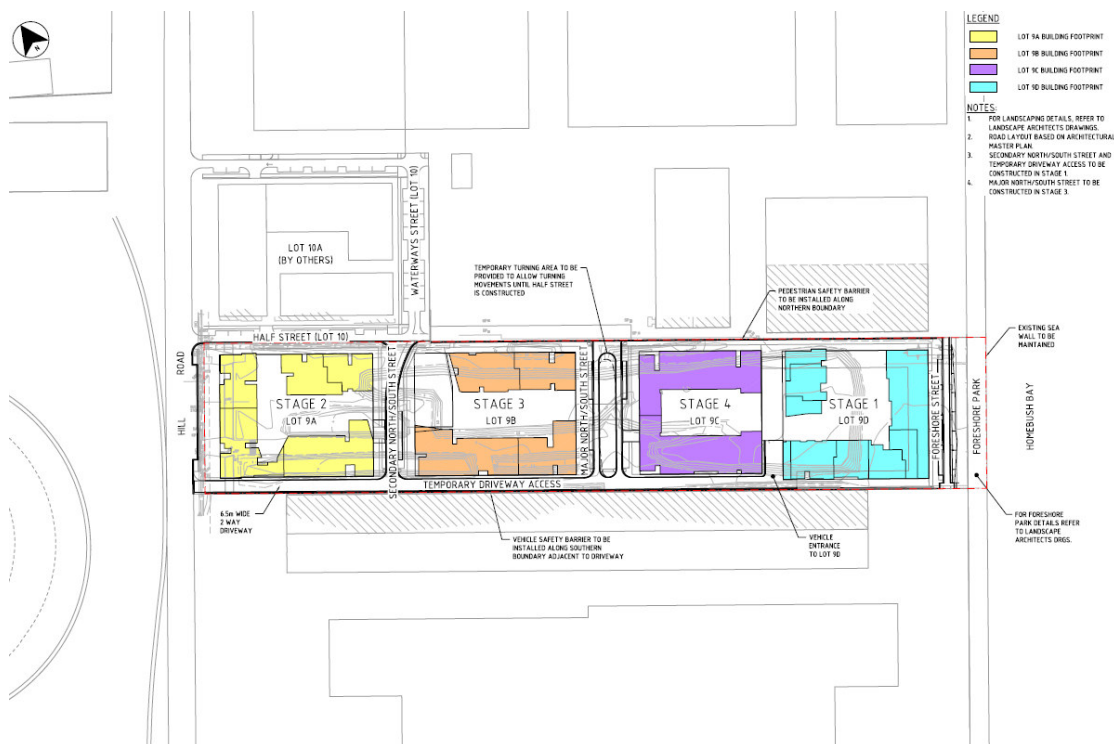 N
LEGEND
LOT 9A BUILDING FOOTPRINT
LOT 9B BUILDING FOOTPRINT
LOT 9C BUILDING FOOTPRINT
LOT 9D BUILDING FOOTPRINT
NOTES:
1. FOR LANDSCAPING DETAILS, REFER TO
LANDSCAPE ARCHITECTS DRAWINGS.
2. ROAD LAYOUT BASED ON ARCHITECTURAL
MASTER PLAN.
3. SECONDARY NORTH/SOUTH STREET AND
TEMPORARY DRIVEWAY ACCESS TO BE
CONSTRUCTED IN STAGE 1.
4. MAJOR NORTH/SOUTH STREET TO BE
CONSTRUCTED IN STAGE 3.
WATERWAYS STREET (LOT 10)
LOT 10A
(BY OTHERS)
TEMPORARY TURNING AREA TO BE
PROVIDED TO ALLOW TURNING
MOVEMENTS UNTIL HALF STREET
IS CONSTRUCTED
PEDESTRIAN SAFETY BARRIER
TO BE INSTALLED ALONG
NORTHERN BOUNDARY
EXISTING SEA
WALL TO BE
MAINTAINED
HALF STREET (LOT 10)
HILL ROAD
STAGE 2
LOT 9A
SECONDARY NORTH/SOUTH STREET
STAGE 3
LOT 9B
MAJOR NORTH/SOUTH STREET
STAGE 4
LOT 9C
STAGE 1
LOT 9D
FORESHORE STREET
FORESHORE PARK
HOMEBUSH BAY
TEMPORARY DRIVEWAY ACCESS
6.5m WIDE
2 WAY
DRIVEWAY
VEHICLE SAFETY BARRIER TO BE
INSTALLED ALONG SOUTHERN
BOUNDARY ADJACENT TO DRIVEWAY
VEHICLE
ENTRANCE
TO LOT 9D
FOR FORESHORE
PARK DETAILS REFER
TO LANDSCAPE
ARCHITECTS DRGS.